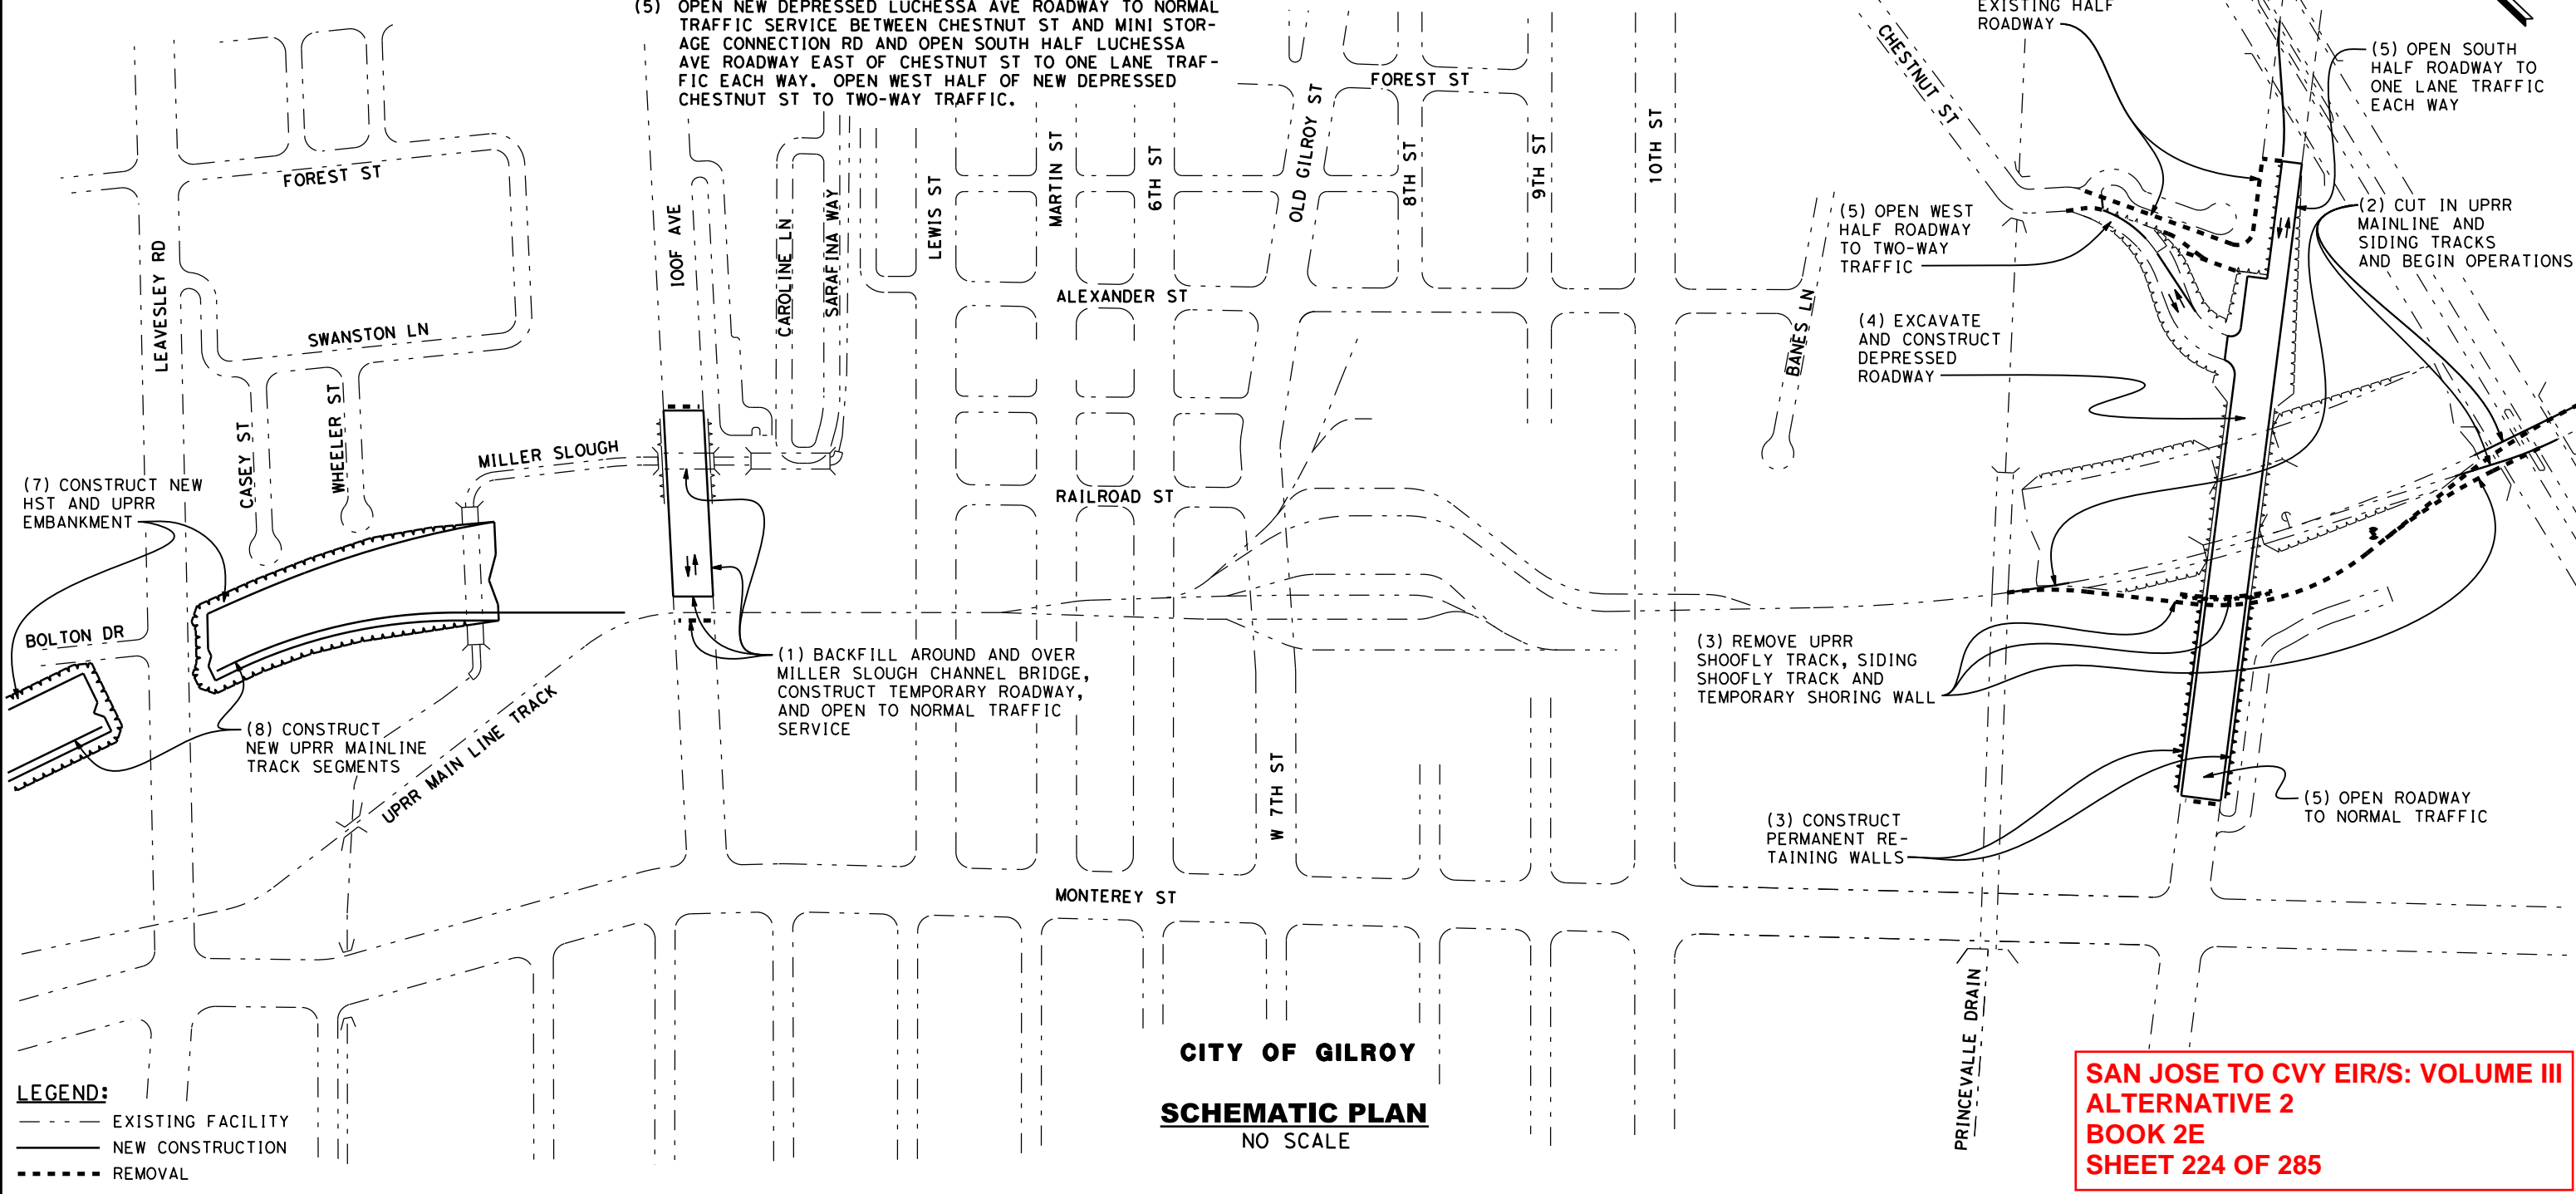 (5) OPEN NEW DEPRESSED LUCHESSA AVE ROADWAY TO NORMAL
TRAFFIC SERVICE BETWEEN CHESTNUT ST AND MINI STOR-
AGE CONNECTION RD AND OPEN SOUTH HALF LUCHESSA
AVE ROADWAY EAST OF CHESTNUT ST TO ONE LANE TRAF-
FIC EACH WAY. OPEN WEST HALF OF NEW DEPRESSED
CHESTNUT ST TO TWO-WAY TRAFFIC.
EXISTING HALF
ROADWAY
(5) OPEN SOUTH
HALF ROADWAY TO
ONE LANE TRAFFIC
EACH WAY
CHESTNUT ST
FOREST ST
FOREST ST
LEAVESLEY RD
SWANSTON LN
CASEY ST
WHEELER ST
MILLER SLOUGH
IOOF AVE
CAROLINE LN
SARAFINA WAY
LEWIS ST
MARTIN ST
6TH ST
OLD GILROY ST
8TH ST
9TH ST
10TH ST
BANES LN
ALEXANDER ST
RAILROAD ST
(5) OPEN WEST
HALF ROADWAY
TO TWO-WAY
TRAFFIC
(2) CUT IN UPRR
MAINLINE AND
SIDING TRACKS
AND BEGIN OPERATIONS
(4) EXCAVATE
AND CONSTRUCT
DEPRESSED
ROADWAY
(7) CONSTRUCT NEW
HST AND UPRR
EMBANKMENT
BOLTON DR
(8) CONSTRUCT
NEW UPRR MAINLINE
TRACK SEGMENTS
UPRR MAIN LINE TRACK
(1) BACKFILL AROUND AND OVER
MILLER SLOUGH CHANNEL BRIDGE,
CONSTRUCT TEMPORARY ROADWAY,
AND OPEN TO NORMAL TRAFFIC
SERVICE
(3) REMOVE UPRR
SHOOFLY TRACK, SIDING
SHOOFLY TRACK AND
TEMPORARY SHORING WALL
W 7TH ST
(3) CONSTRUCT
PERMANENT RE-
TAINING WALLS
(5) OPEN ROADWAY
TO NORMAL TRAFFIC
MONTEREY ST
PRINCEVALLE DRAIN
CITY OF GILROY
SCHEMATIC PLAN
NO SCALE
LEGEND:
EXISTING FACILITY
NEW CONSTRUCTION
REMOVAL
SAN JOSE TO CVY EIR/S: VOLUME III
ALTERNATIVE 2
BOOK 2E
SHEET 224 OF 285